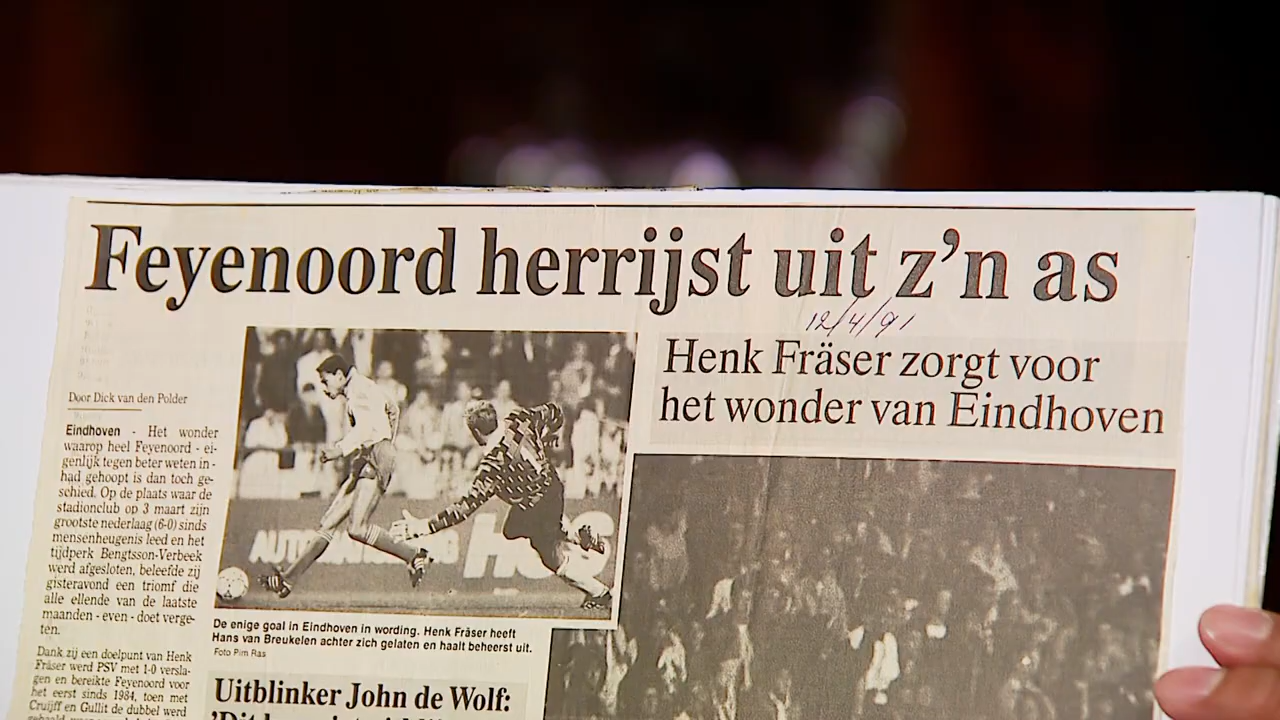 Feyenoord herrijst uit z'n as
12/4/91
Henk Fräser zorgt voor
het wonder van Eindhoven
Door Dick van den Polder
Eindhoven - Het wonder
waarop heel Feyenoord - ei-
genlijk tegen beter weten in -
had gehoopt is dan toch ge-
schied. Op de plaats waar de
stadionclub op 3 maart zijn
grootste nederlaag (6-0) sinds
mensenheugenis leed en het
tijdperk Bengtsson-Verbeek
werd afgesloten, beleefde zij
gisteravond een triomf die
alle ellende van de laatste
maanden - even - doet verge-
ten.
Dank zij een doelpunt van Henk
Fräser werd PSV met 1-0 versla-
gen en bereikte Feyenoord voor
het eerst sinds 1984, toen met
Cruijff en Gullit de dubbel werd
De enige goal in Eindhoven in wording. Henk Fräser heeft
Hans van Breukelen achter zich gelaten en haalt beheerst uit.
Foto Pim Ras
Uitblinker John de Wolf: